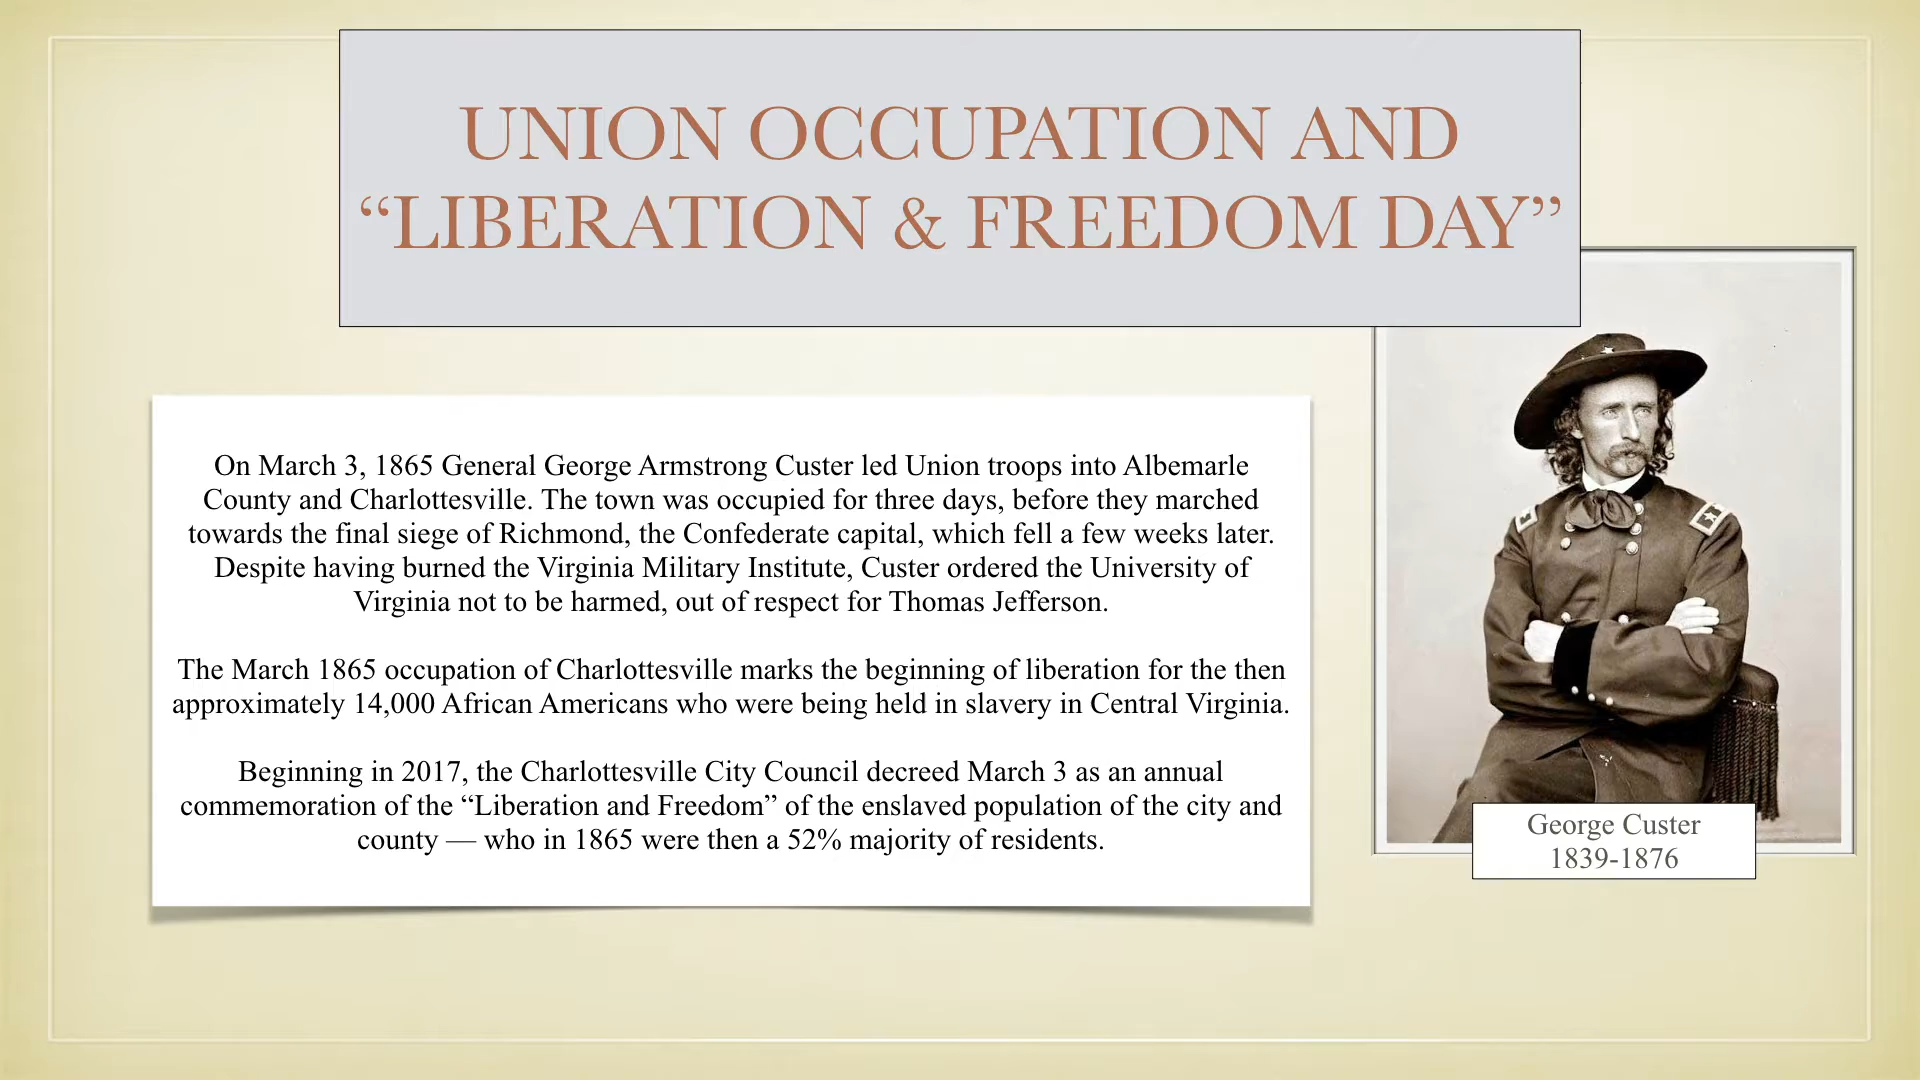 UNION OCCUPATION AND
“LIBERATION & FREEDOM DAY”
On March 3, 1865 General George Armstrong Custer led Union troops into Albemarle
County and Charlottesville. The town was occupied for three days, before they marched
towards the final siege of Richmond, the Confederate capital, which fell a few weeks later.
Despite having burned the Virginia Military Institute, Custer ordered the University of
Virginia not to be harmed, out of respect for Thomas Jefferson.
The March 1865 occupation of Charlottesville marks the beginning of liberation for the then
approximately 14,000 African Americans who were being held in slavery in Central Virginia.
Beginning in 2017, the Charlottesville City Council decreed March 3 as an annual
commemoration of the “Liberation and Freedom” of the enslaved population of the city and
county — who in 1865 were then a 52% majority of residents.
George Custer
1839-1876